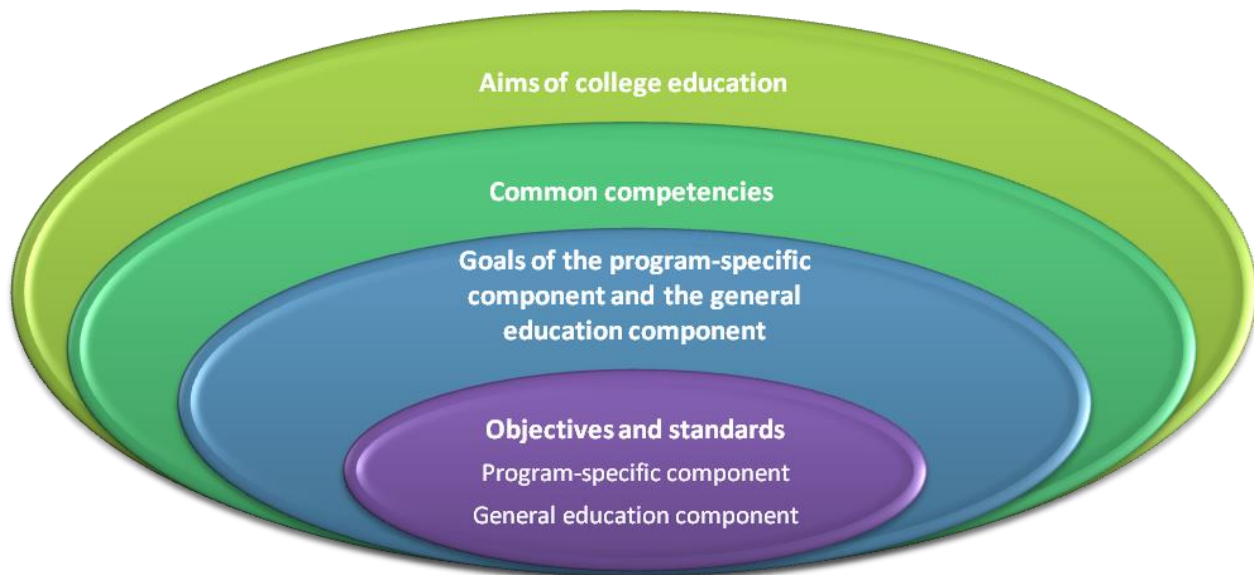 Aims of college education
Common competencies
Goals of the program-specific
component and the general
education component
Objectives and standards
Program-specific component
General education component